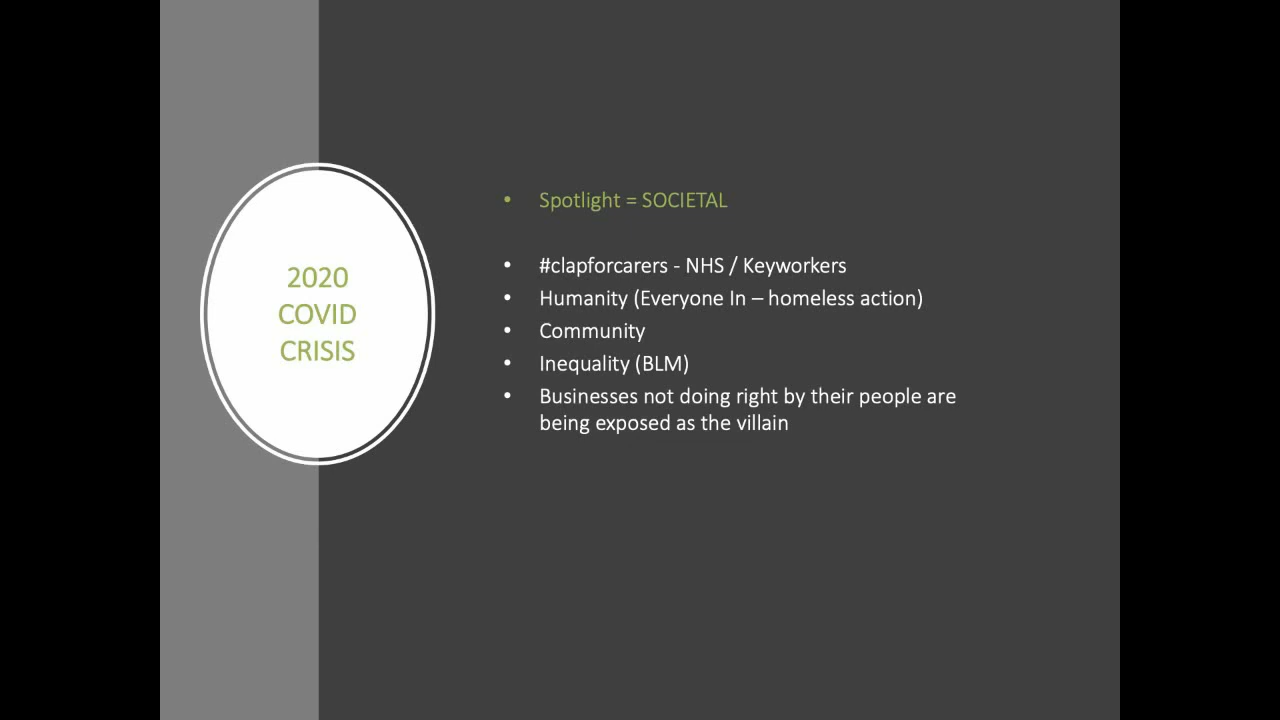 2020
COVID
CRISIS
• Spotlight = SOCIETAL
• #clapforcarers - NHS / Keyworkers
• Humanity (Everyone In – homeless action)
• Community
• Inequality (BLM)
• Businesses not doing right by their people are
being exposed as the villain